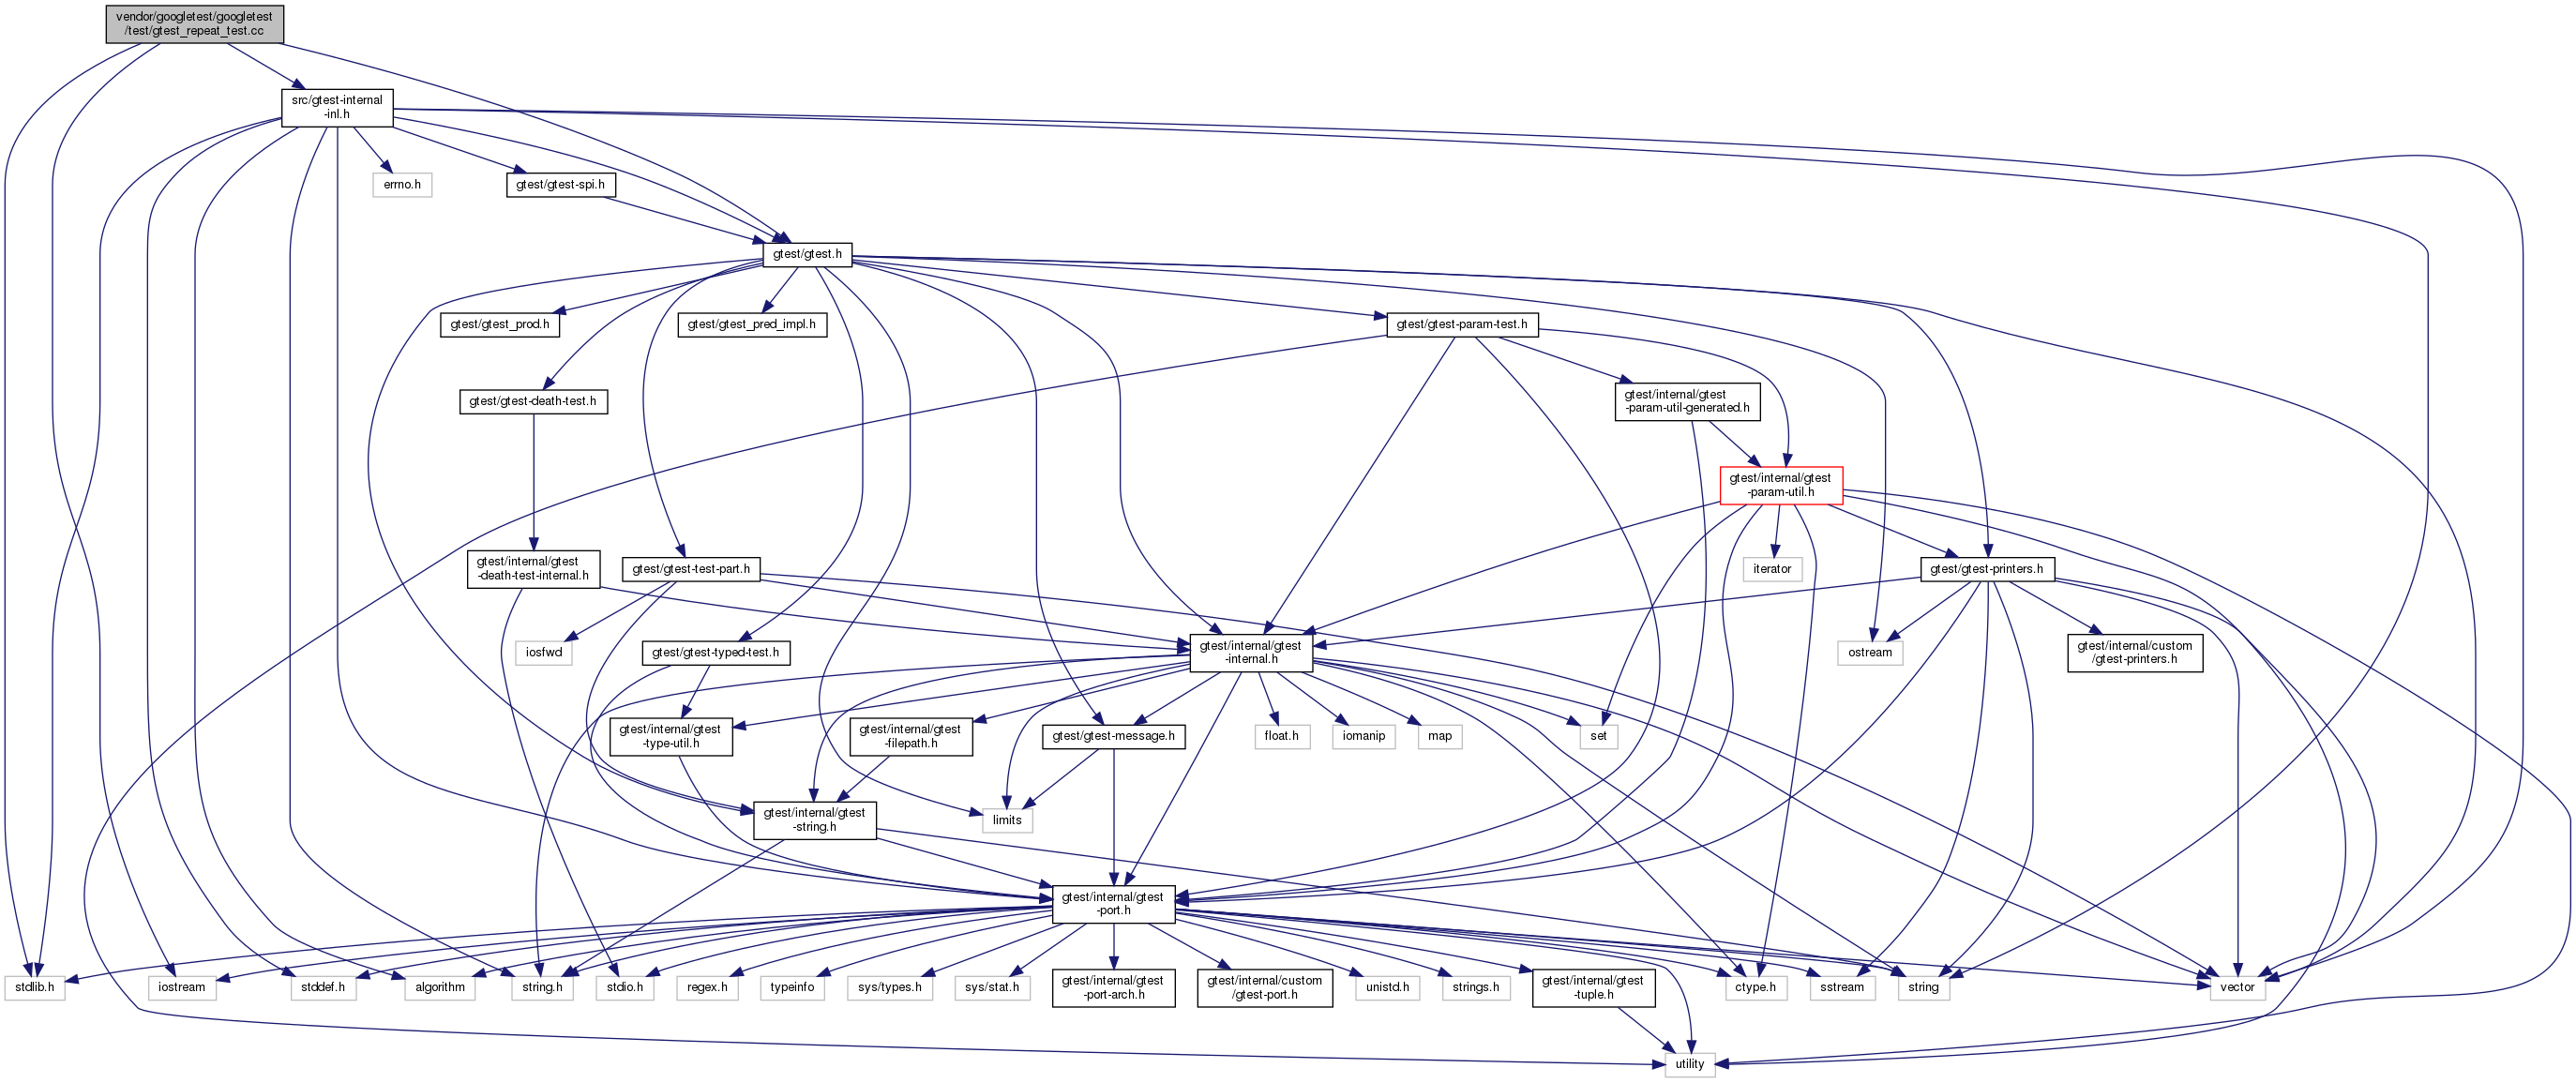 vendor/googletest/googletest
/test/gtest_repeat_test.cc
src/gtest-internal
-inl.h
errno.h
gtest/gtest-spi.h
gtest/gtest.h
gtest/gtest_prod.h
gtest/gtest_pred_impl.h
gtest/gtest-param-test.h
gtest/gtest-death-test.h
gtest/internal/gtest
-param-util-generated.h
gtest/internal/gtest
-param-util.h
gtest/internal/gtest
-death-test-internal.h
gtest/gtest-test-part.h
iterator
gtest/gtest-printers.h
iosfwd
gtest/gtest-typed-test.h
gtest/internal/gtest
-internal.h
ostream
gtest/internal/custom
/gtest-printers.h
gtest/internal/gtest
-type-util.h
gtest/internal/gtest
-filepath.h
gtest/gtest-message.h
float.h
iomanip
map
set
gtest/internal/gtest
-string.h
limits
gtest/internal/gtest
-port.h
stdlib.h
iostream
stddef.h
algorithm
string.h
stdio.h
regex.h
typeinfo
sys/types.h
sys/stat.h
gtest/internal/gtest
-port-arch.h
gtest/internal/custom
/gtest-port.h
unistd.h
strings.h
gtest/internal/gtest
-tuple.h
ctype.h
sstream
string
vector
utility